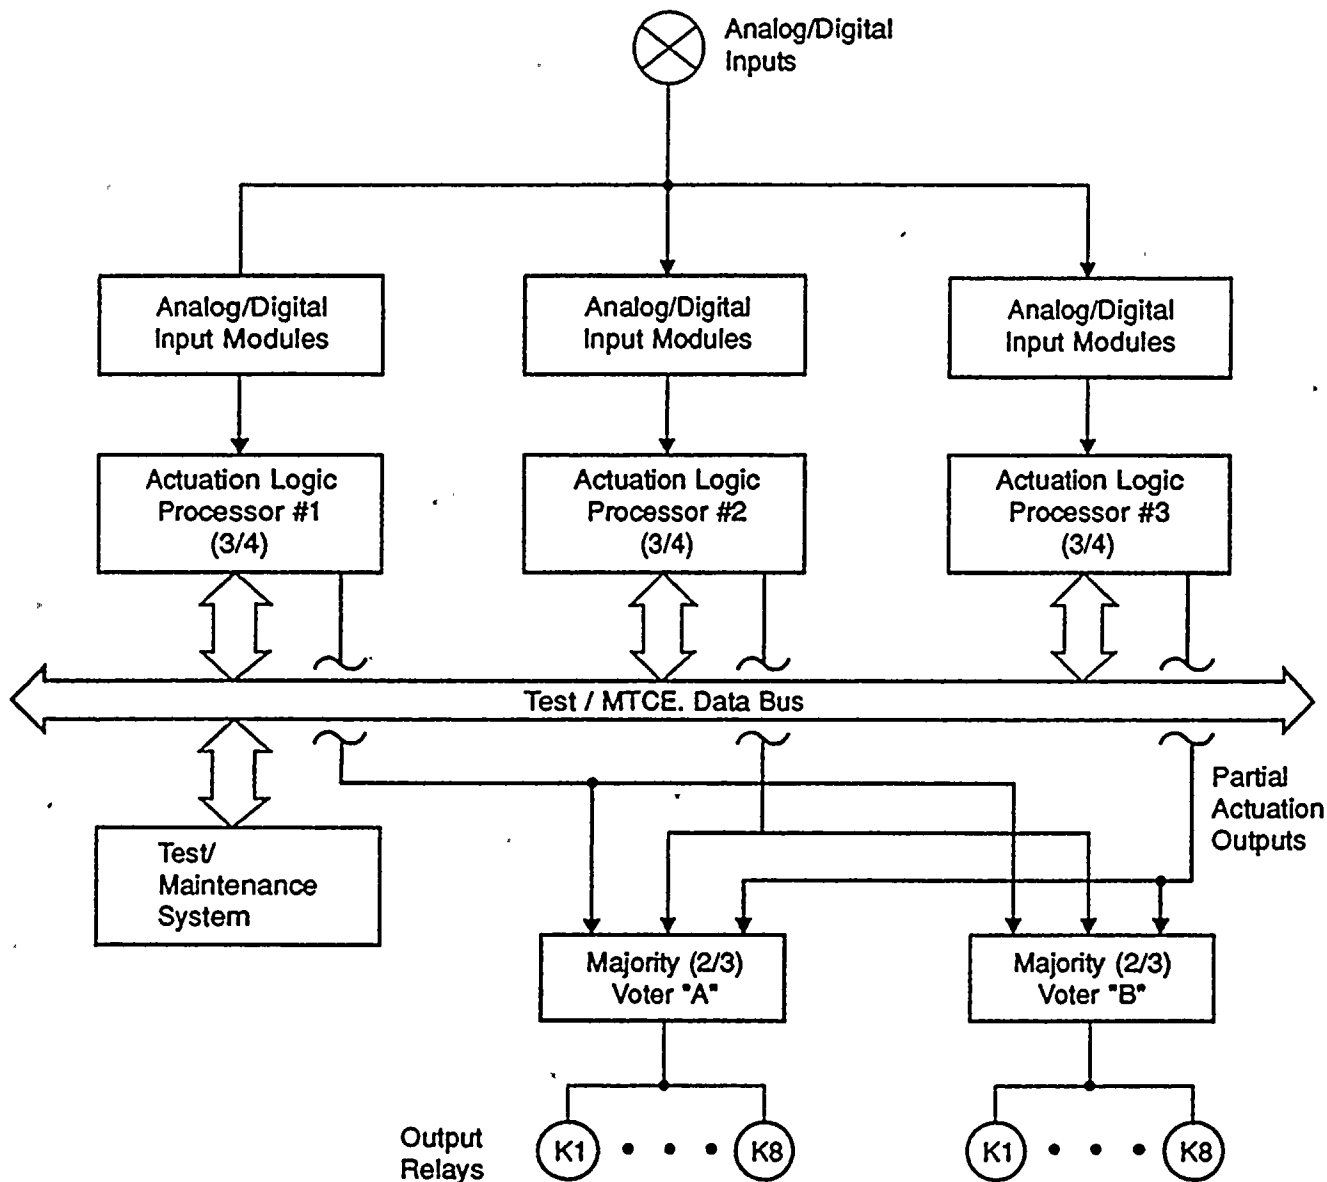 Analog/Digital
Inputs
Analog/Digital
Input Modules
Analog/Digital
Input Modules
Analog/Digital
Input Modules
Actuation Logic
Processor #1
(3/4)
Actuation Logic
Processor #2
(3/4)
Actuation Logic
Processor #3
(3/4)
Test / MTCE. Data Bus
Partial
Actuation
Outputs
Test/
Maintenance
System
Majority (2/3)
Voter "A"
Majority (2/3)
Voter "B"
Output
Relays
K1
K8
K1
K8